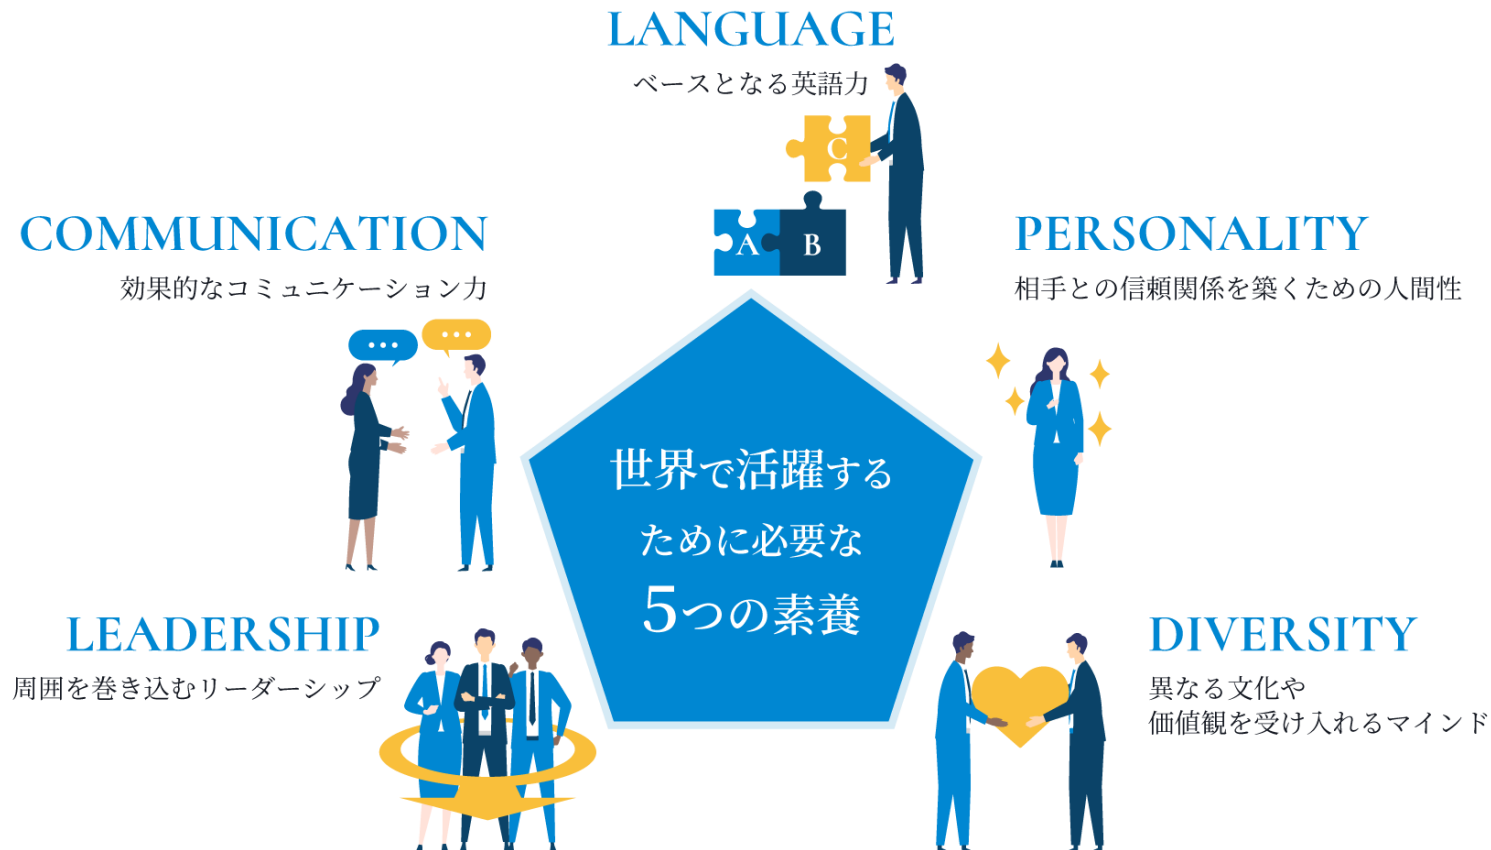 LANGUAGE
ベースとなる英語力
C
A B
COMMUNICATION
効果的なコミュニケーション力
PERSONALITY
相手との信頼関係を築くための人間性
世界で活躍する
ために必要な
5つの素養
LEADERSHIP
周囲を巻き込むリーダーシップ
DIVERSITY
異なる文化や
価値観を受け入れるマインド